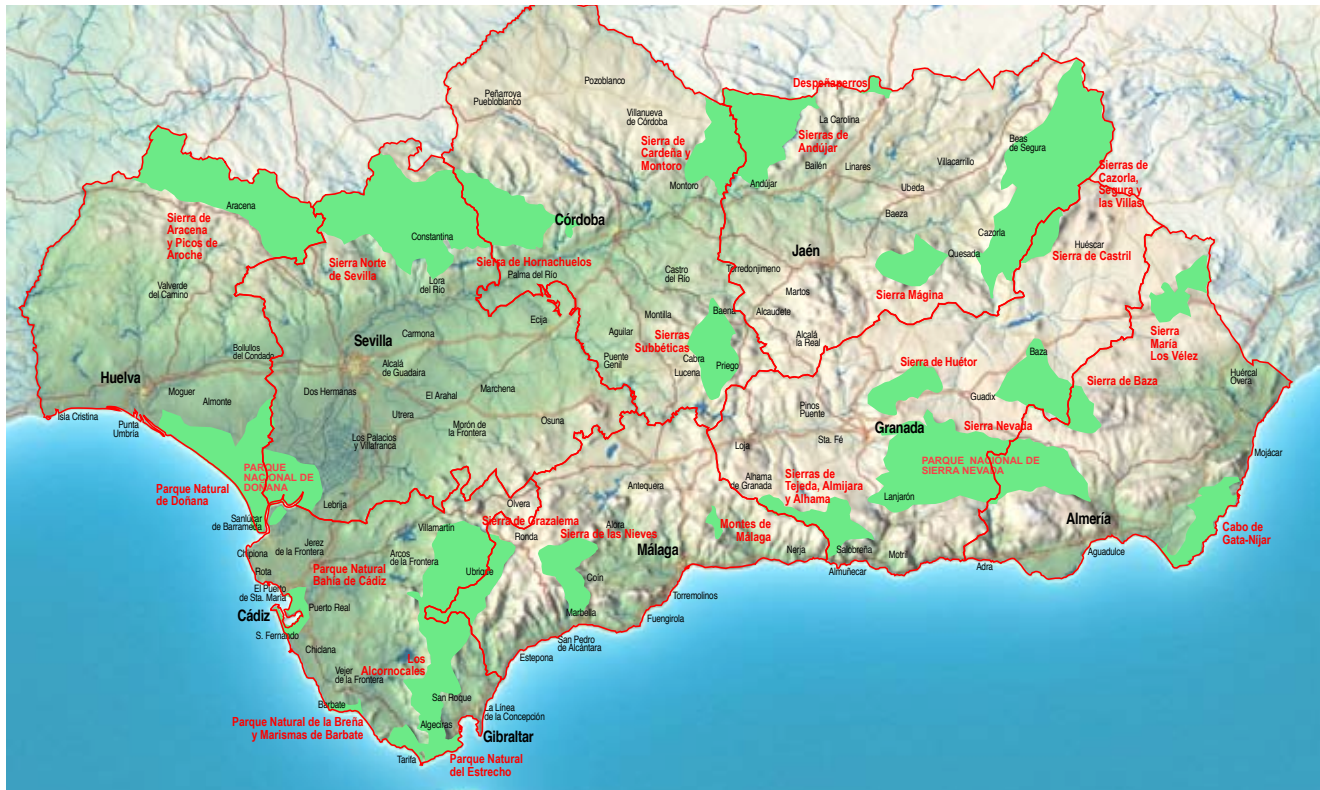 Pozoblanco
Peñarroya
Puebloblanco
Villanueva
de Córdoba
Despeñaperros
La Carolina
Sierra de
Cardeña y
Montoro
Sierras de
Andújar
Bailén
Linares
Montoro
Andújar
Beas
de Segura
Villacarrillo
Ubeda
Baeza
Sierras de
Cazorla,
Segura y
las Villas
Aracena
Sierra de
Aracena
y Picos de
Aroche
Constantina
Córdoba
Jaén
Cazorla
Quesada
Huéscar
Sierra de Castril
Sierra Norte
de Sevilla
Sierra de Hornachuelos
Palma del Río
Lora
del Río
Castro
del Río
Torredonjimeno
Martos
Sierra Mágina
Valverde
del Camino
Ecija
Montilla
Baena
Alcaudete
Aguilar
Sierras
Subbéticas
Alcalá
la Real
Sierra
María
Los Vélez
Carmona
Sevilla
Bollullos
del Condado
Alcalá
de Guadaira
Puente
Genil
Cabra
Lucena
Priego
Sierra de Huétor
Baza
Huelva
Moguer
Almonte
Dos Hermanas
El Arahal
Marchena
Guadix
Sierra de Baza
Huércal
Overa
Isla Cristina
Punta
Umbría
Utrera
Morón de
la Frontera
Osuna
Los Palacios
y Villafranca
Pinos
Puente
Sta. Fé
Granada
Sierra Nevada
Loja
PARQUE
NACIONAL DE
DOÑANA
PARQUE NACIONAL DE
SIERRA NEVADA
Mojácar
Parque Natural
de Doñana
Lebrija
Antequera
Alhama
de Granada
Sierras de
Tejeda, Almijara
y Alhama
Lanjarón
Sanlúcar
de Barrameda
Olvera
Villamartin
Sierra de Grazalema
Ronda
Alora
Sierra de las Nieves
Montes de
Málaga
Almería
Cabo de
Gata-Níjar
Chipiona
Jerez
de la Frontera
Arcos
de la Frontera
Málaga
Nerja
Salobreña
Motril
Almuñecar
Adra
Aguadulce
Rota
Parque Natural
Bahía de Cádiz
Ubrique
Coín
El Puerto
de Sta. María
Puerto Real
Cádiz
Torremolinos
Marbella
Fuengirola
S. Fernando
Chiclana
San Pedro
de Alcántara
Estepona
Los
Alcornocales
Vejer
de la Frontera
San Roque
Barbate
La Línea
de la Concepción
Parque Natural de la Breña
y Marismas de Barbate
Algeciras
Gibraltar
Tarifa
Parque Natural
del Estrecho